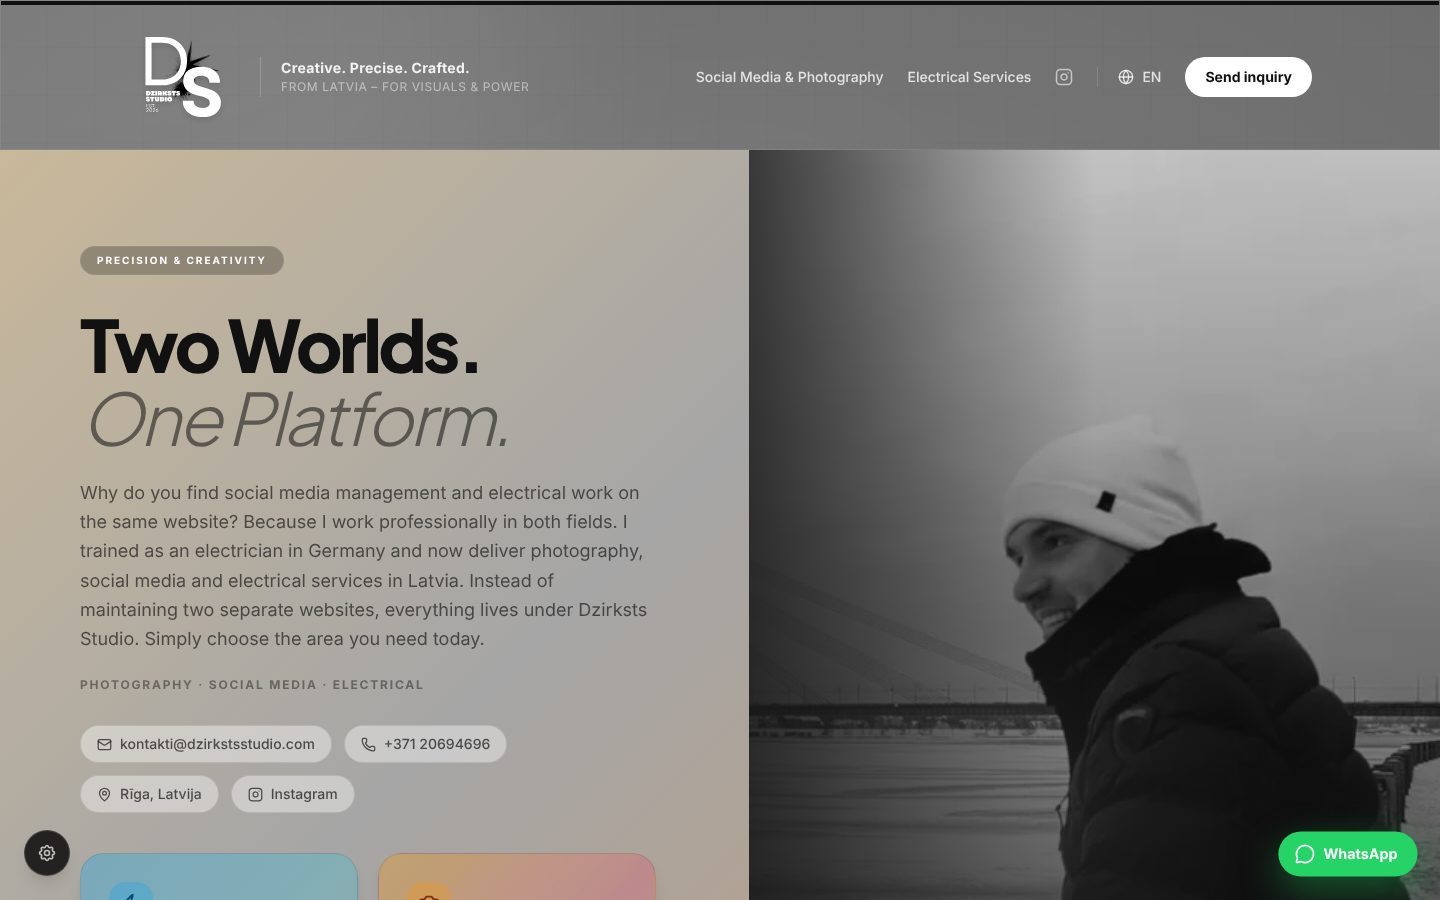 DS
DZIRKSTS
STUDIO
Creative. Precise. Crafted.
FROM LATVIA – FOR VISUALS & POWER
Social Media & Photography
Electrical Services
EN
Send inquiry
PRECISION & CREATIVITY
Two Worlds.
One Platform.
Why do you find social media management and electrical work on
the same website? Because I work professionally in both fields. I
trained as an electrician in Germany and now deliver photography,
social media and electrical services in Latvia. Instead of
maintaining two separate websites, everything lives under Dzirksts
Studio. Simply choose the area you need today.
PHOTOGRAPHY · SOCIAL MEDIA · ELECTRICAL
kontakti@dzirkstsstudio.com
+371 20694696
Rīga, Latvija
Instagram
WhatsApp